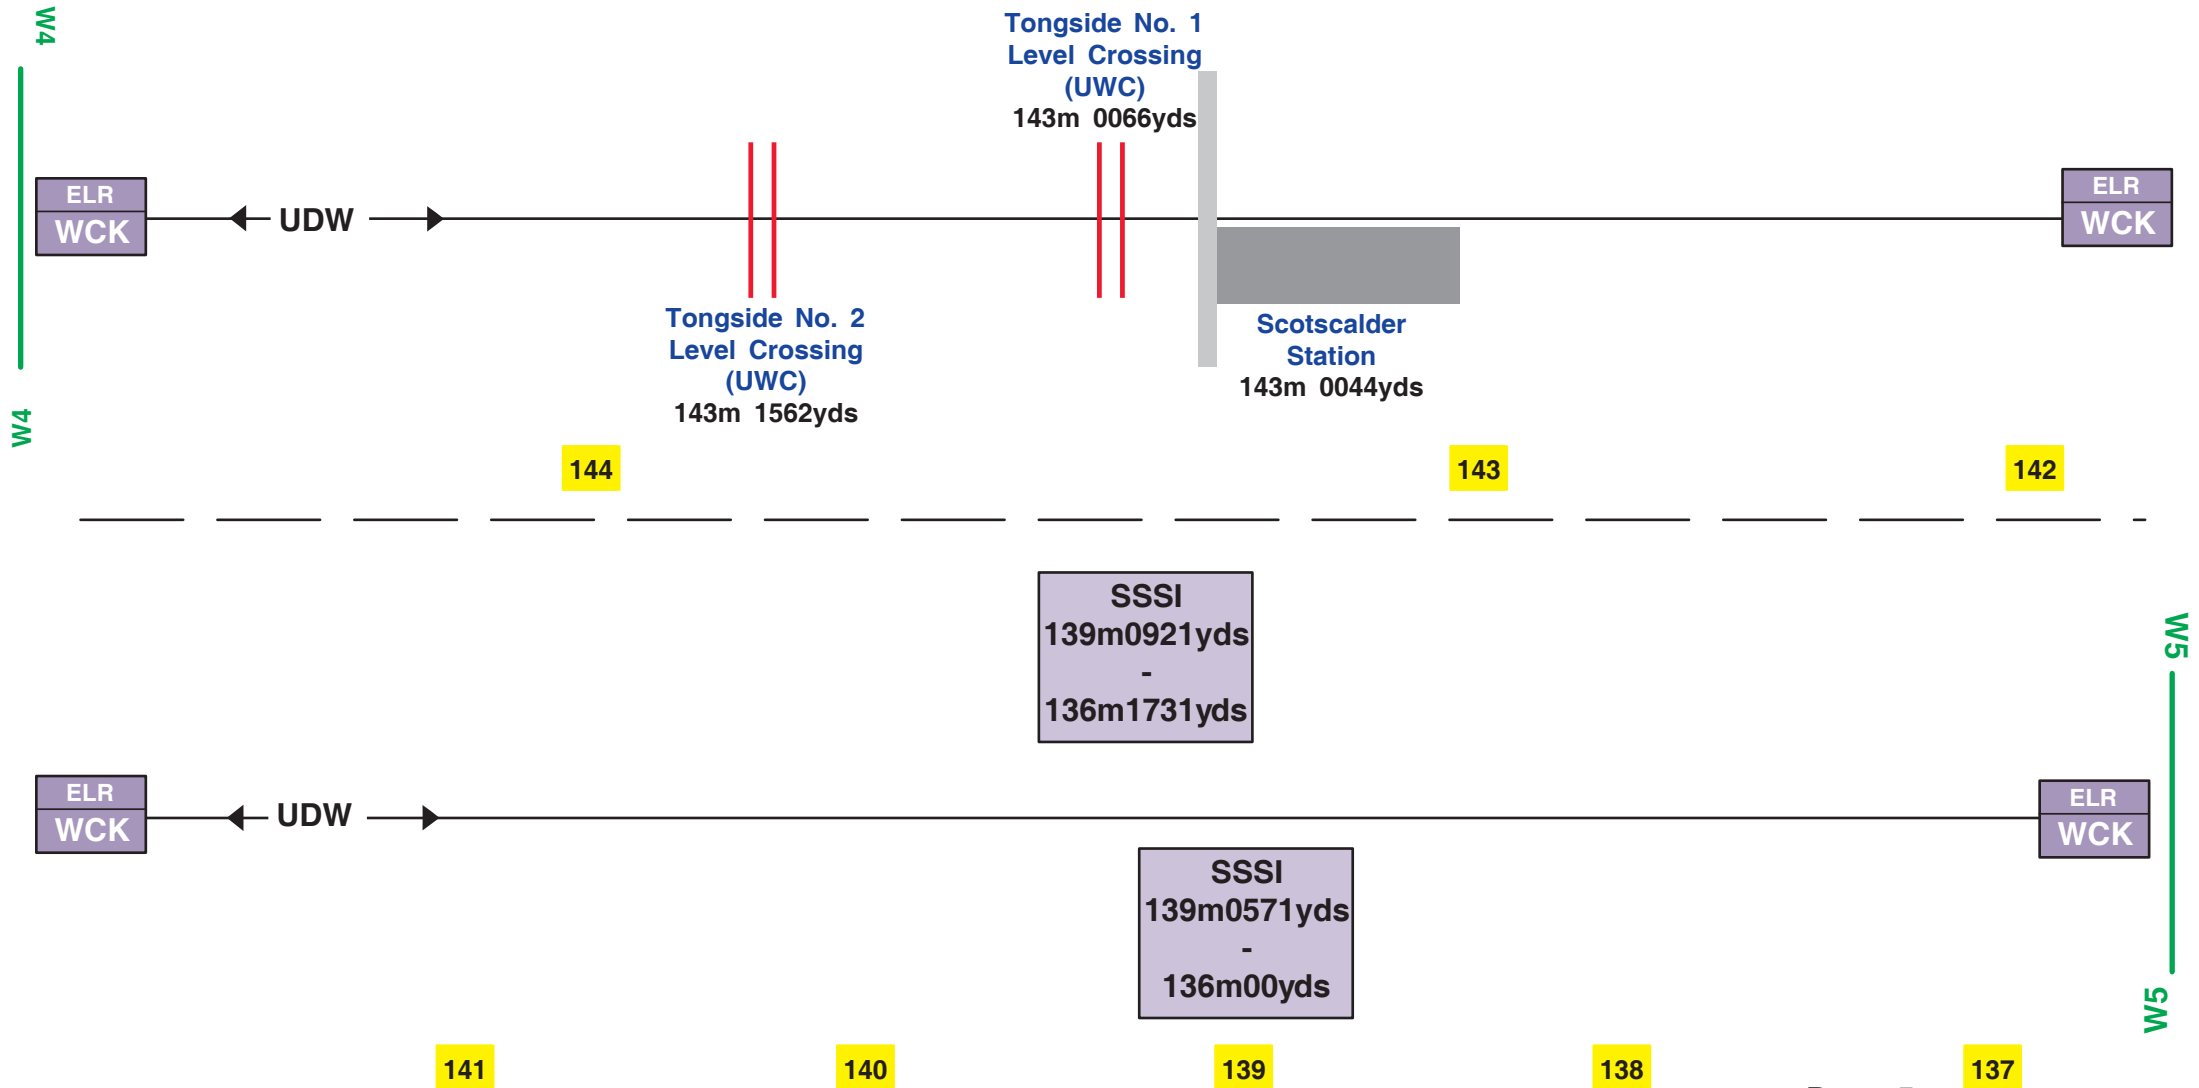 W4
Tongside No. 1
Level Crossing
(UWC)
143m 0066yds
ELR
WCK
UDW
ELR
WCK
Tongside No. 2
Level Crossing
(UWC)
143m 1562yds
Scotscalder
Station
143m 0044yds
W4
144
143
142
SSSI
139m0921yds
-
136m1731yds
W5
ELR
WCK
UDW
ELR
WCK
SSSI
139m0571yds
-
136m00yds
W5
141
140
139
138
137